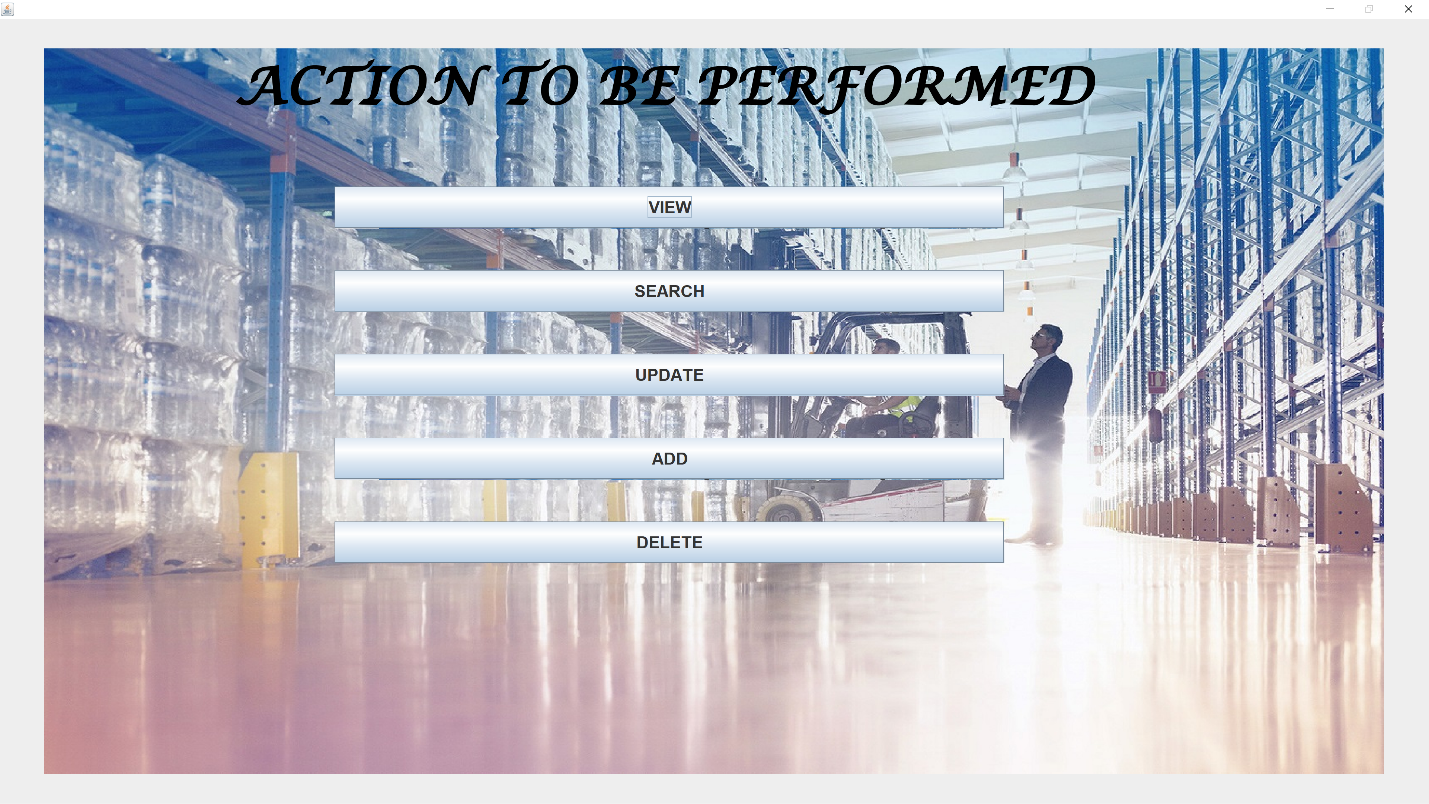 ACTION TO BE PERFORMED
VIEW
SEARCH
UPDATE
ADD
DELETE